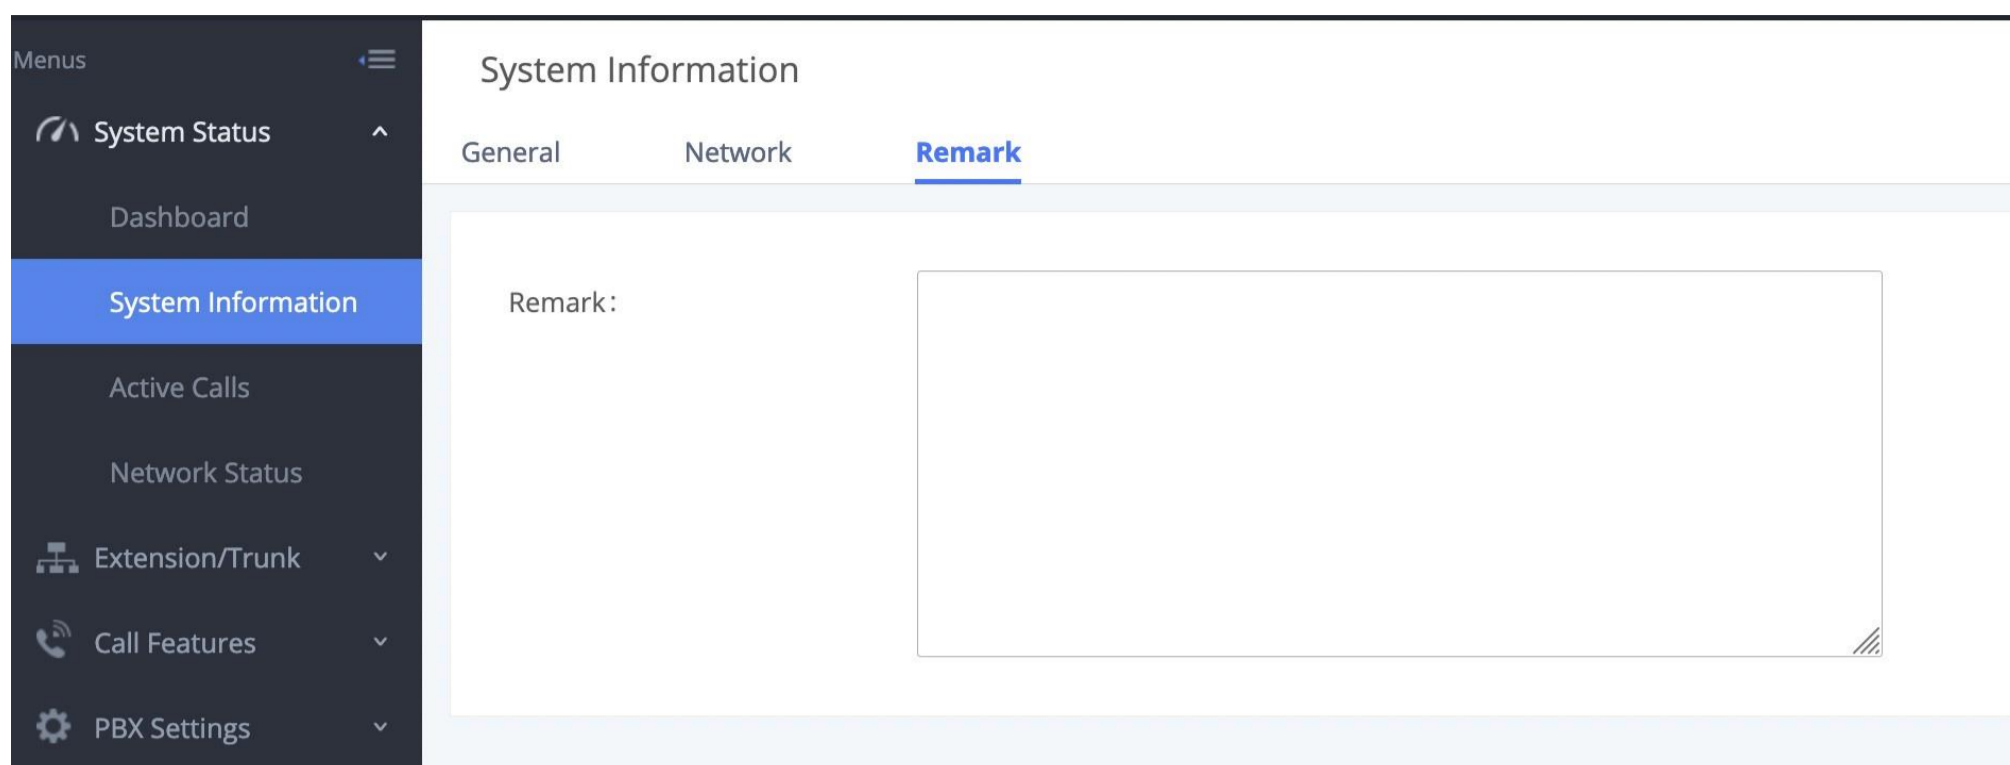 Menus
System Status
Dashboard
System Information
Active Calls
Network Status
Extension/Trunk
Call Features
PBX Settings
System Information
General Network Remark
Remark: